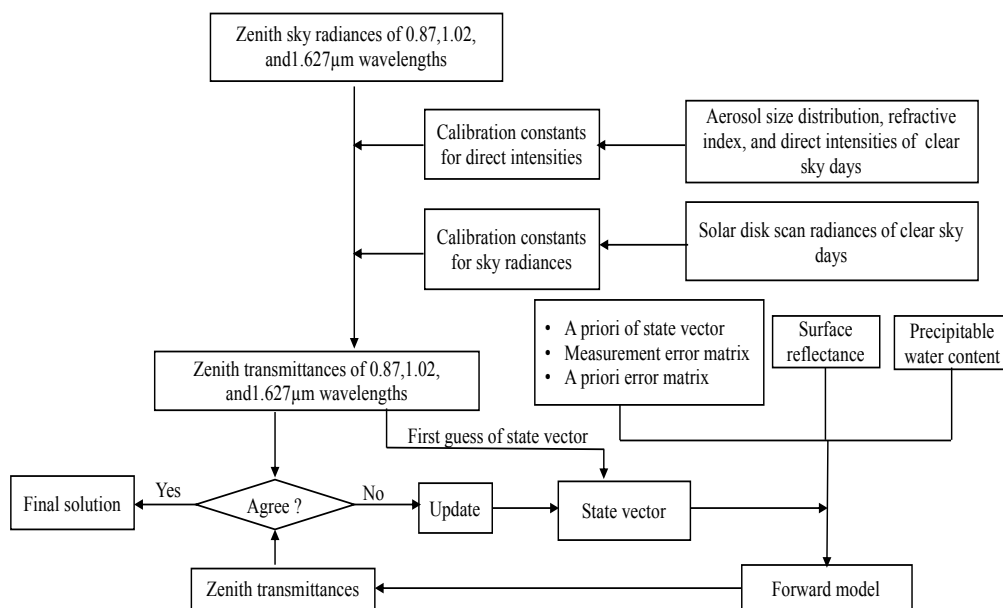 Zenith sky radiances of 0.87,1.02,
and1.627µm wavelengths
Calibration constants
for direct intensities
Aerosol size distribution, refractive
index, and direct intensities of clear
sky days
Calibration constants
for sky radiances
Solar disk scan radiances of clear sky
days
• A priori of state vector
• Measurement error matrix
• A priori error matrix
Surface
reflectance
Precipitable
water content
Zenith transmittances of 0.87,1.02,
and1.627µm wavelengths
First guess of state vector
Final solution
Yes
Agree ?
No
Update
State vector
Zenith transmittances
Forward model